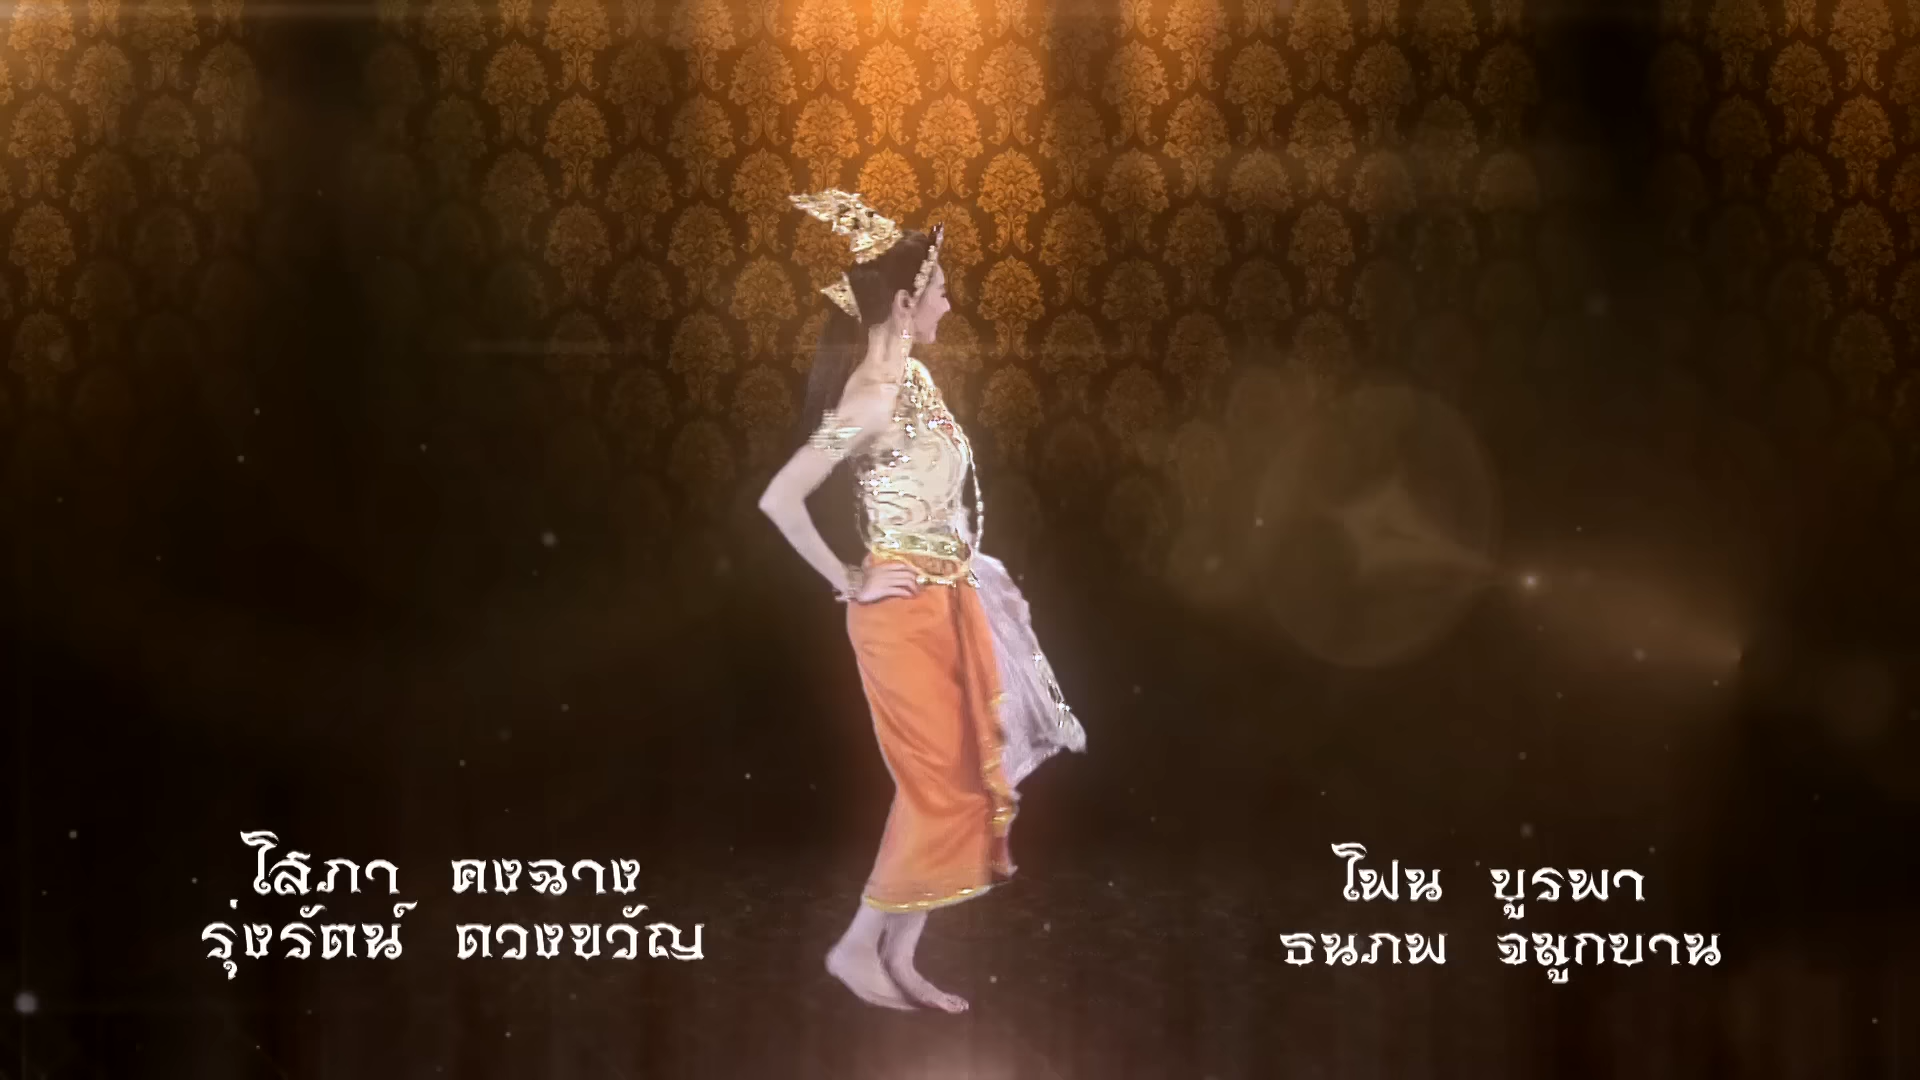 โสภา คงฉาง
รุ่งรัตน์ ดวงขวัญ
โฟน บูรพา
ธนภพ จมูกบาน